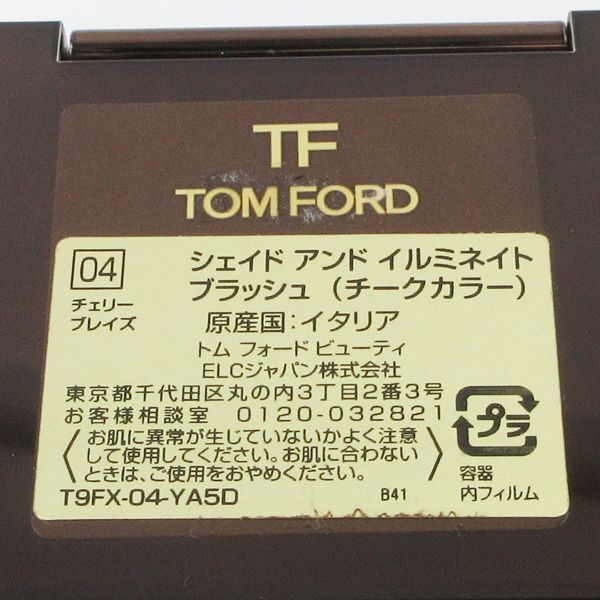 TF
TOM FORD
04
チェリー
ブレイズ
シェイド アンド イルミネイト
ブラッシュ (チークカラー)
原産国:イタリア
トム フォード ビューティ
ELCジャパン株式会社
東京都千代田区丸の内3丁目2番3号
お客様相談室 0120-032821
お肌に異常が生じていないかよく注意
して使用してください。お肌に合わない
ときは、ご使用をおやめください。
プラ
容器
内フィルム
T9FX-04-YA5D
B41